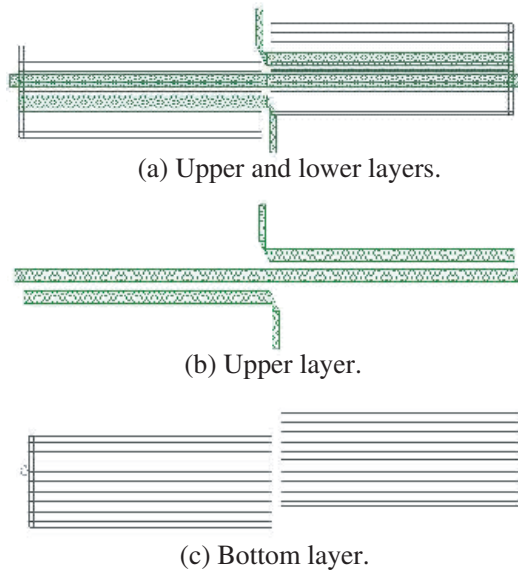 (a) Upper and lower layers.
(b) Upper layer.
(c) Bottom layer.